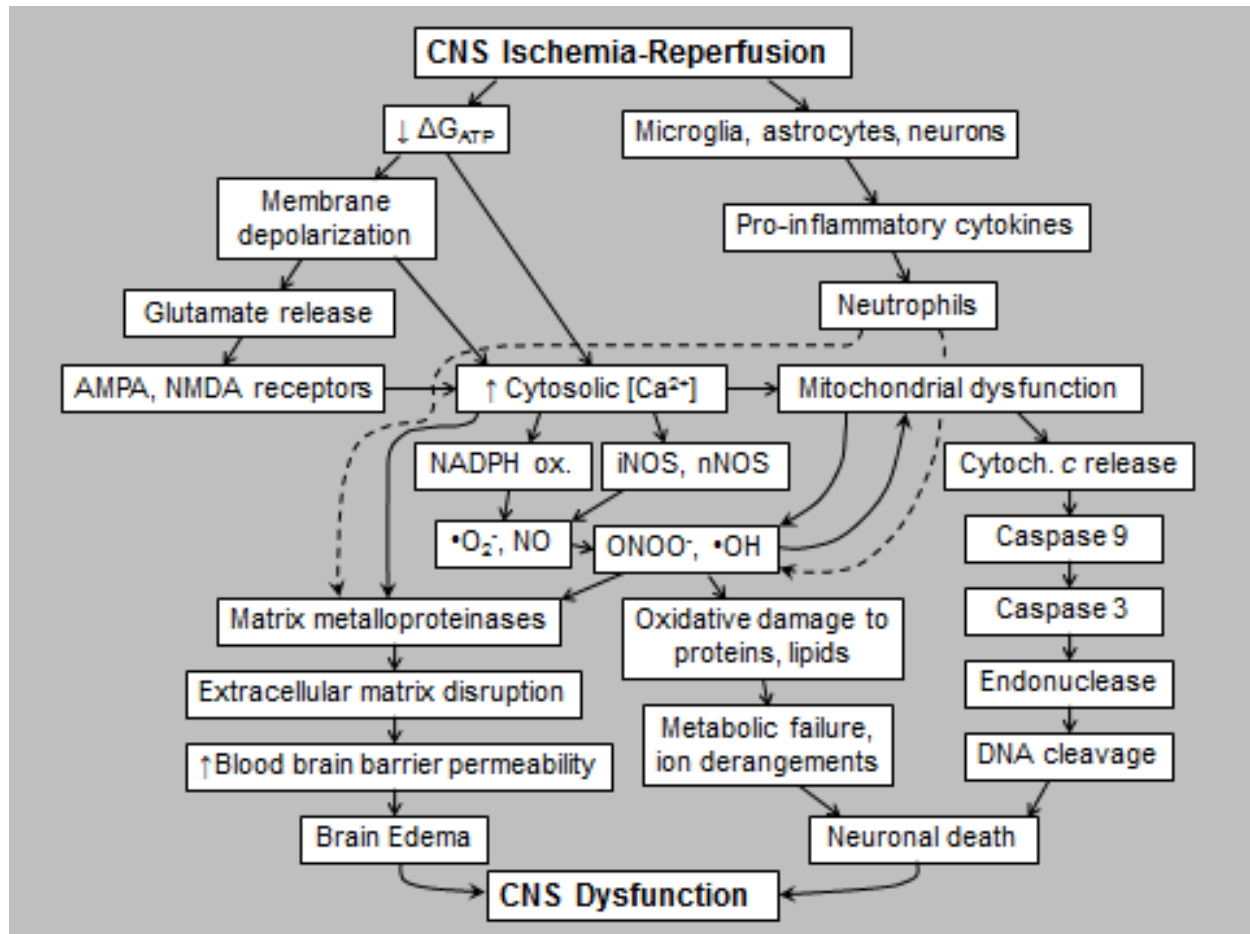 CNS Ischemia-Reperfusion
↓ ΔG_ATP
Microglia, astrocytes, neurons
Membrane
depolarization
Pro-inflammatory cytokines
Glutamate release
Neutrophils
AMPA, NMDA receptors
↑ Cytosolic [Ca²⁺]
Mitochondrial dysfunction
NADPH ox.
iNOS, nNOS
Cytoch. c release
•O₂⁻, NO
ONOO⁻, •OH
Caspase 9
Matrix metalloproteinases
Oxidative damage to
proteins, lipids
Caspase 3
Extracellular matrix disruption
Endonuclease
Metabolic failure,
ion derangements
↑Blood brain barrier permeability
DNA cleavage
Brain Edema
Neuronal death
CNS Dysfunction